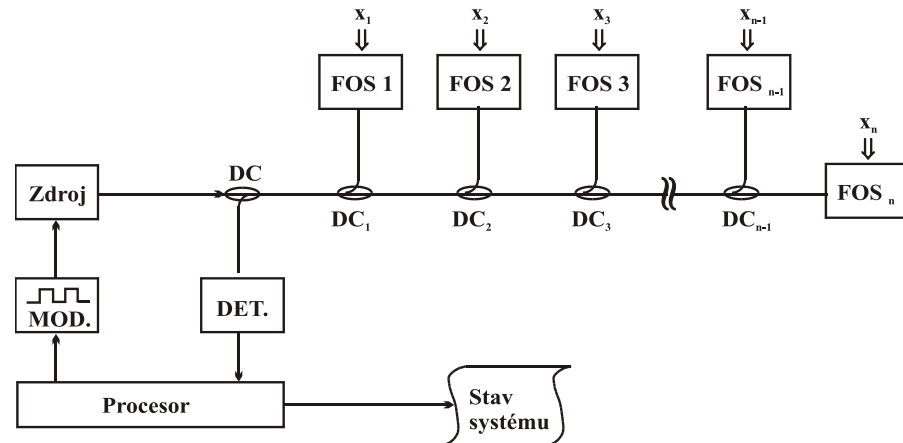 x₁ x₂ x₃ xₙ₋₁
FOS 1 FOS 2 FOS 3 FOS ₙ₋₁
xₙ
DC
Zdroj FOS ₙ
DC₁ DC₂ DC₃ DCₙ₋₁
MOD. DET.
Procesor
Stav
systému